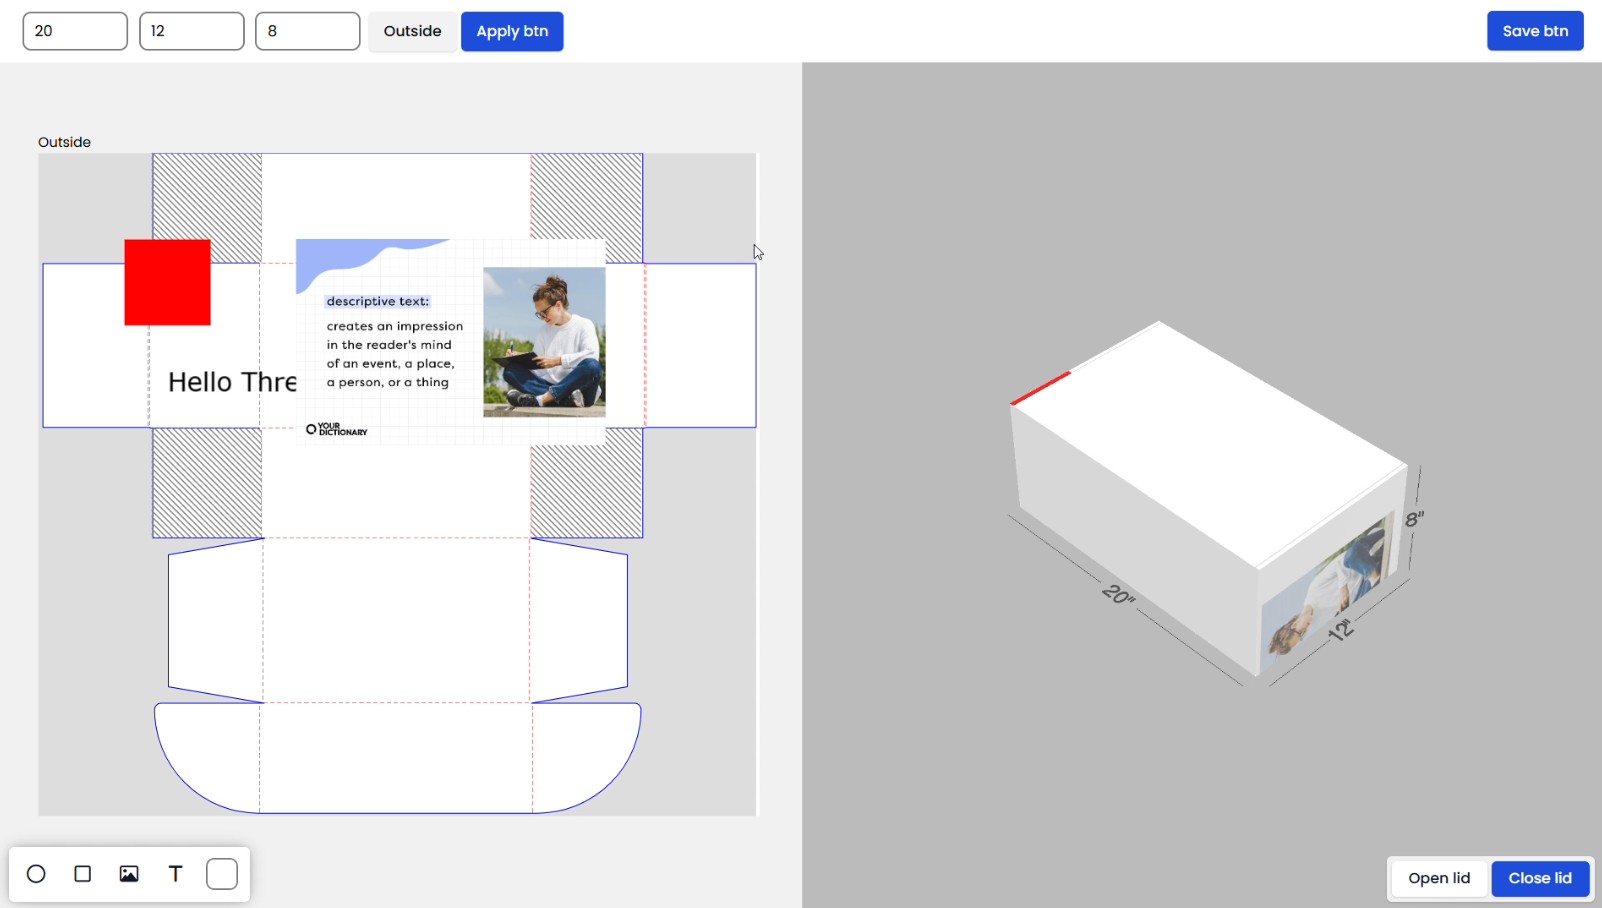 20
12
8
Outside
Apply btn
Save btn
Outside
descriptive text:
creates an impression
in the reader's mind
of an event, a place,
a person, or a thing
Hello Thre
YOUR
DICTIONARY
8"
20"
12"
T
Open lid
Close lid